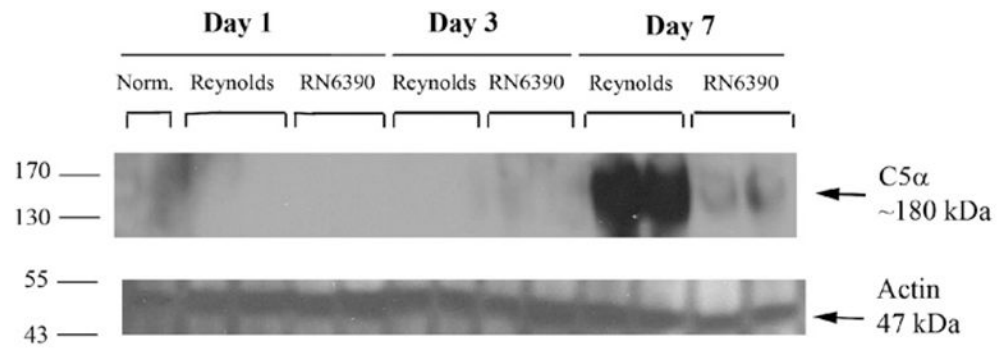 Day 1 Day 3 Day 7
Norm. Reynolds RN6390 Reynolds RN6390 Reynolds RN6390
170
130
C5α
~180 kDa
55
43
Actin
47 kDa